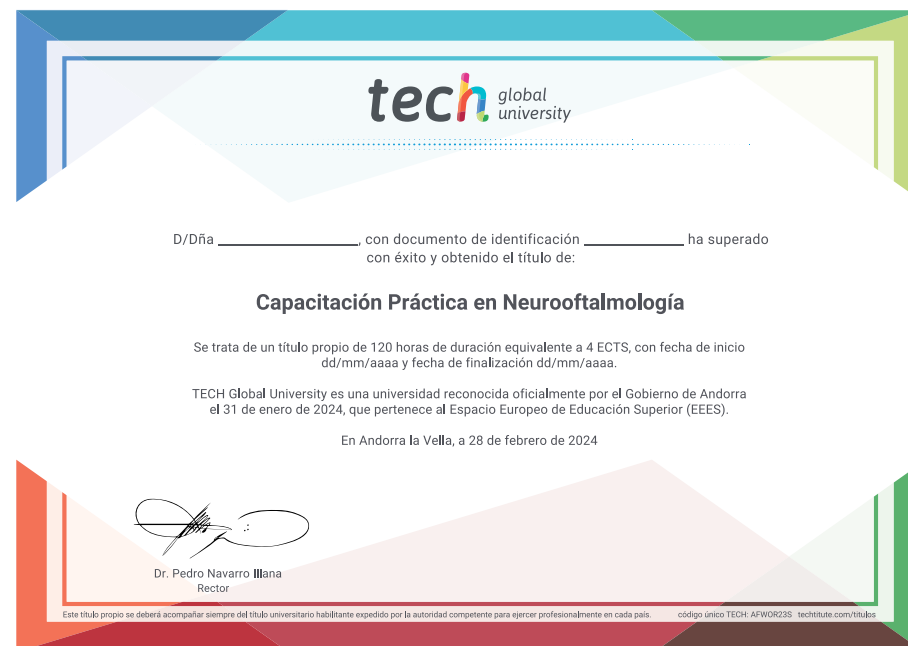 tech global university
D/Dña ____________________, con documento de identificación ______________ ha superado
con éxito y obtenido el título de:
Capacitación Práctica en Neurooftalmología
Se trata de un título propio de 120 horas de duración equivalente a 4 ECTS, con fecha de inicio
dd/mm/aaaa y fecha de finalización dd/mm/aaaa.
TECH Global University es una universidad reconocida oficialmente por el Gobierno de Andorra
el 31 de enero de 2024, que pertenece al Espacio Europeo de Educación Superior (EEES).
En Andorra la Vella, a 28 de febrero de 2024
Dr. Pedro Navarro Illana
Rector
Este título propio se deberá acompañar siempre del título universitario habilitante expedido por la autoridad competente para ejercer profesionalmente en cada país. código único TECH: AFWOR23S techtitute.com/titulos